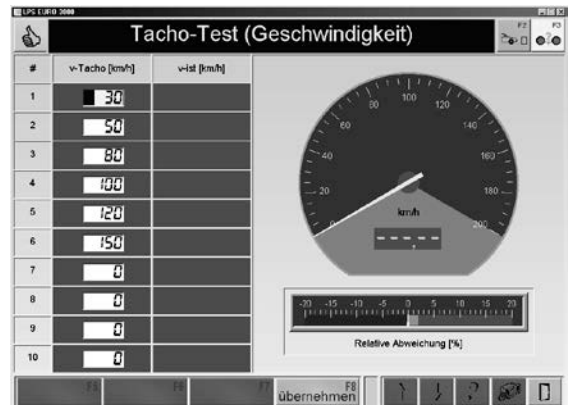 LPS EURO 3000
Tacho-Test (Geschwindigkeit)
F2 F3
# v-Tacho [km/h] v-ist [km/h]
1 30
2 50
3 80
4 100
5 120
6 150
7 0
8 0
9 0
10 0
0 20 40 60 80 100 120 140 160 180 200
km/h
-----
-20 -15 -10 -5 0 5 10 15 20
Relative Abweichung [%]
F5 F6 F7 F8
übernehmen